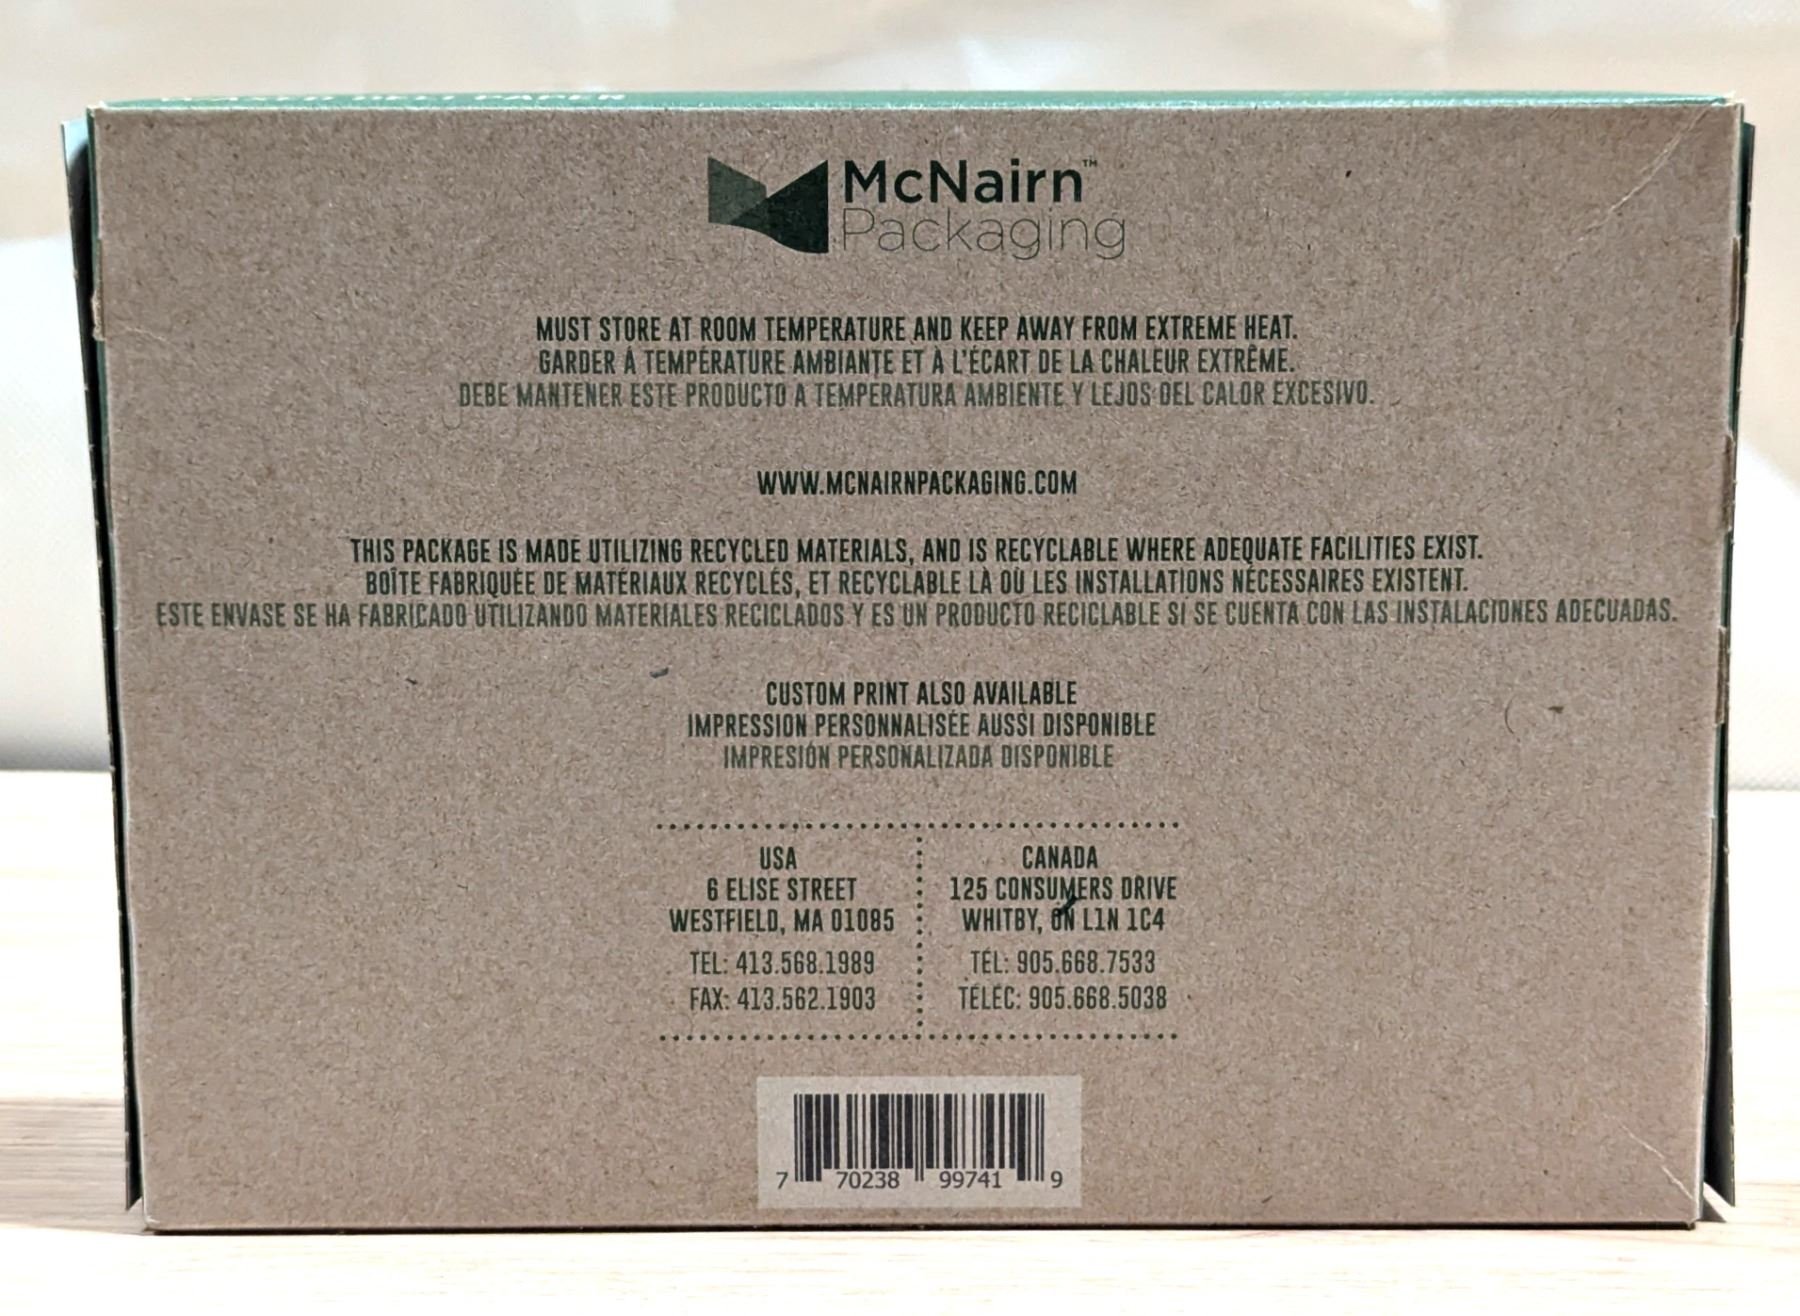 WAXED DELI PAPER
McNairn™
Packaging
MUST STORE AT ROOM TEMPERATURE AND KEEP AWAY FROM EXTREME HEAT.
GARDER À TEMPÉRATURE AMBIANTE ET À L'ÉCART DE LA CHALEUR EXTRÊME.
DEBE MANTENER ESTE PRODUCTO A TEMPERATURA AMBIENTE Y LEJOS DEL CALOR EXCESIVO.
WWW.MCNAIRNPACKAGING.COM
THIS PACKAGE IS MADE UTILIZING RECYCLED MATERIALS, AND IS RECYCLABLE WHERE ADEQUATE FACILITIES EXIST.
BOÎTE FABRIQUÉE DE MATÉRIAUX RECYCLÉS, ET RECYCLABLE LÀ OÙ LES INSTALLATIONS NÉCESSAIRES EXISTENT.
ESTE ENVASE SE HA FABRICADO UTILIZANDO MATERIALES RECICLADOS Y ES UN PRODUCTO RECICLABLE SI SE CUENTA CON LAS INSTALACIONES ADECUADAS.
CUSTOM PRINT ALSO AVAILABLE
IMPRESSION PERSONNALISÉE AUSSI DISPONIBLE
IMPRESIÓN PERSONALIZADA DISPONIBLE
USA
6 ELISE STREET
WESTFIELD, MA 01085
TEL: 413.568.1989
FAX: 413.562.1903
CANADA
125 CONSUMERS DRIVE
WHITBY, ON L1N 1C4
TÉL: 905.668.7533
TÉLÉC: 905.668.5038
7 70238 99741 9